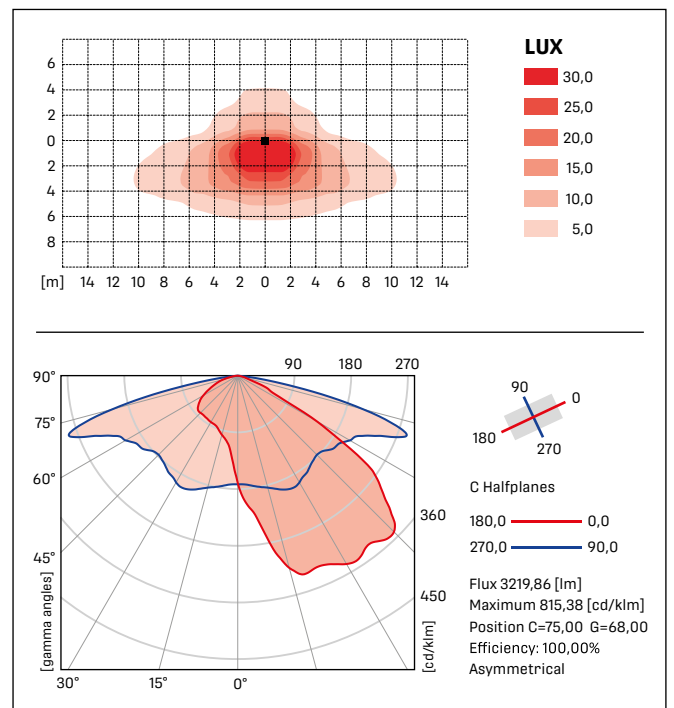 LUX
6
4
2
0
2
4
6
8
[m] 14 12 10 8 6 4 2 0 2 4 6 8 10 12 14
30,0
25,0
20,0
15,0
10,0
5,0
90 180 270
90°
75°
60°
45°
30° 15° 0°
360
450
[gamma angles]
[cd/klm]
90
0
180
270
C Halfplanes
180,0 0,0
270,0 90,0
Flux 3219,86 [lm]
Maximum 815,38 [cd/klm]
Position C=75,00 G=68,00
Efficiency: 100,00%
Asymmetrical